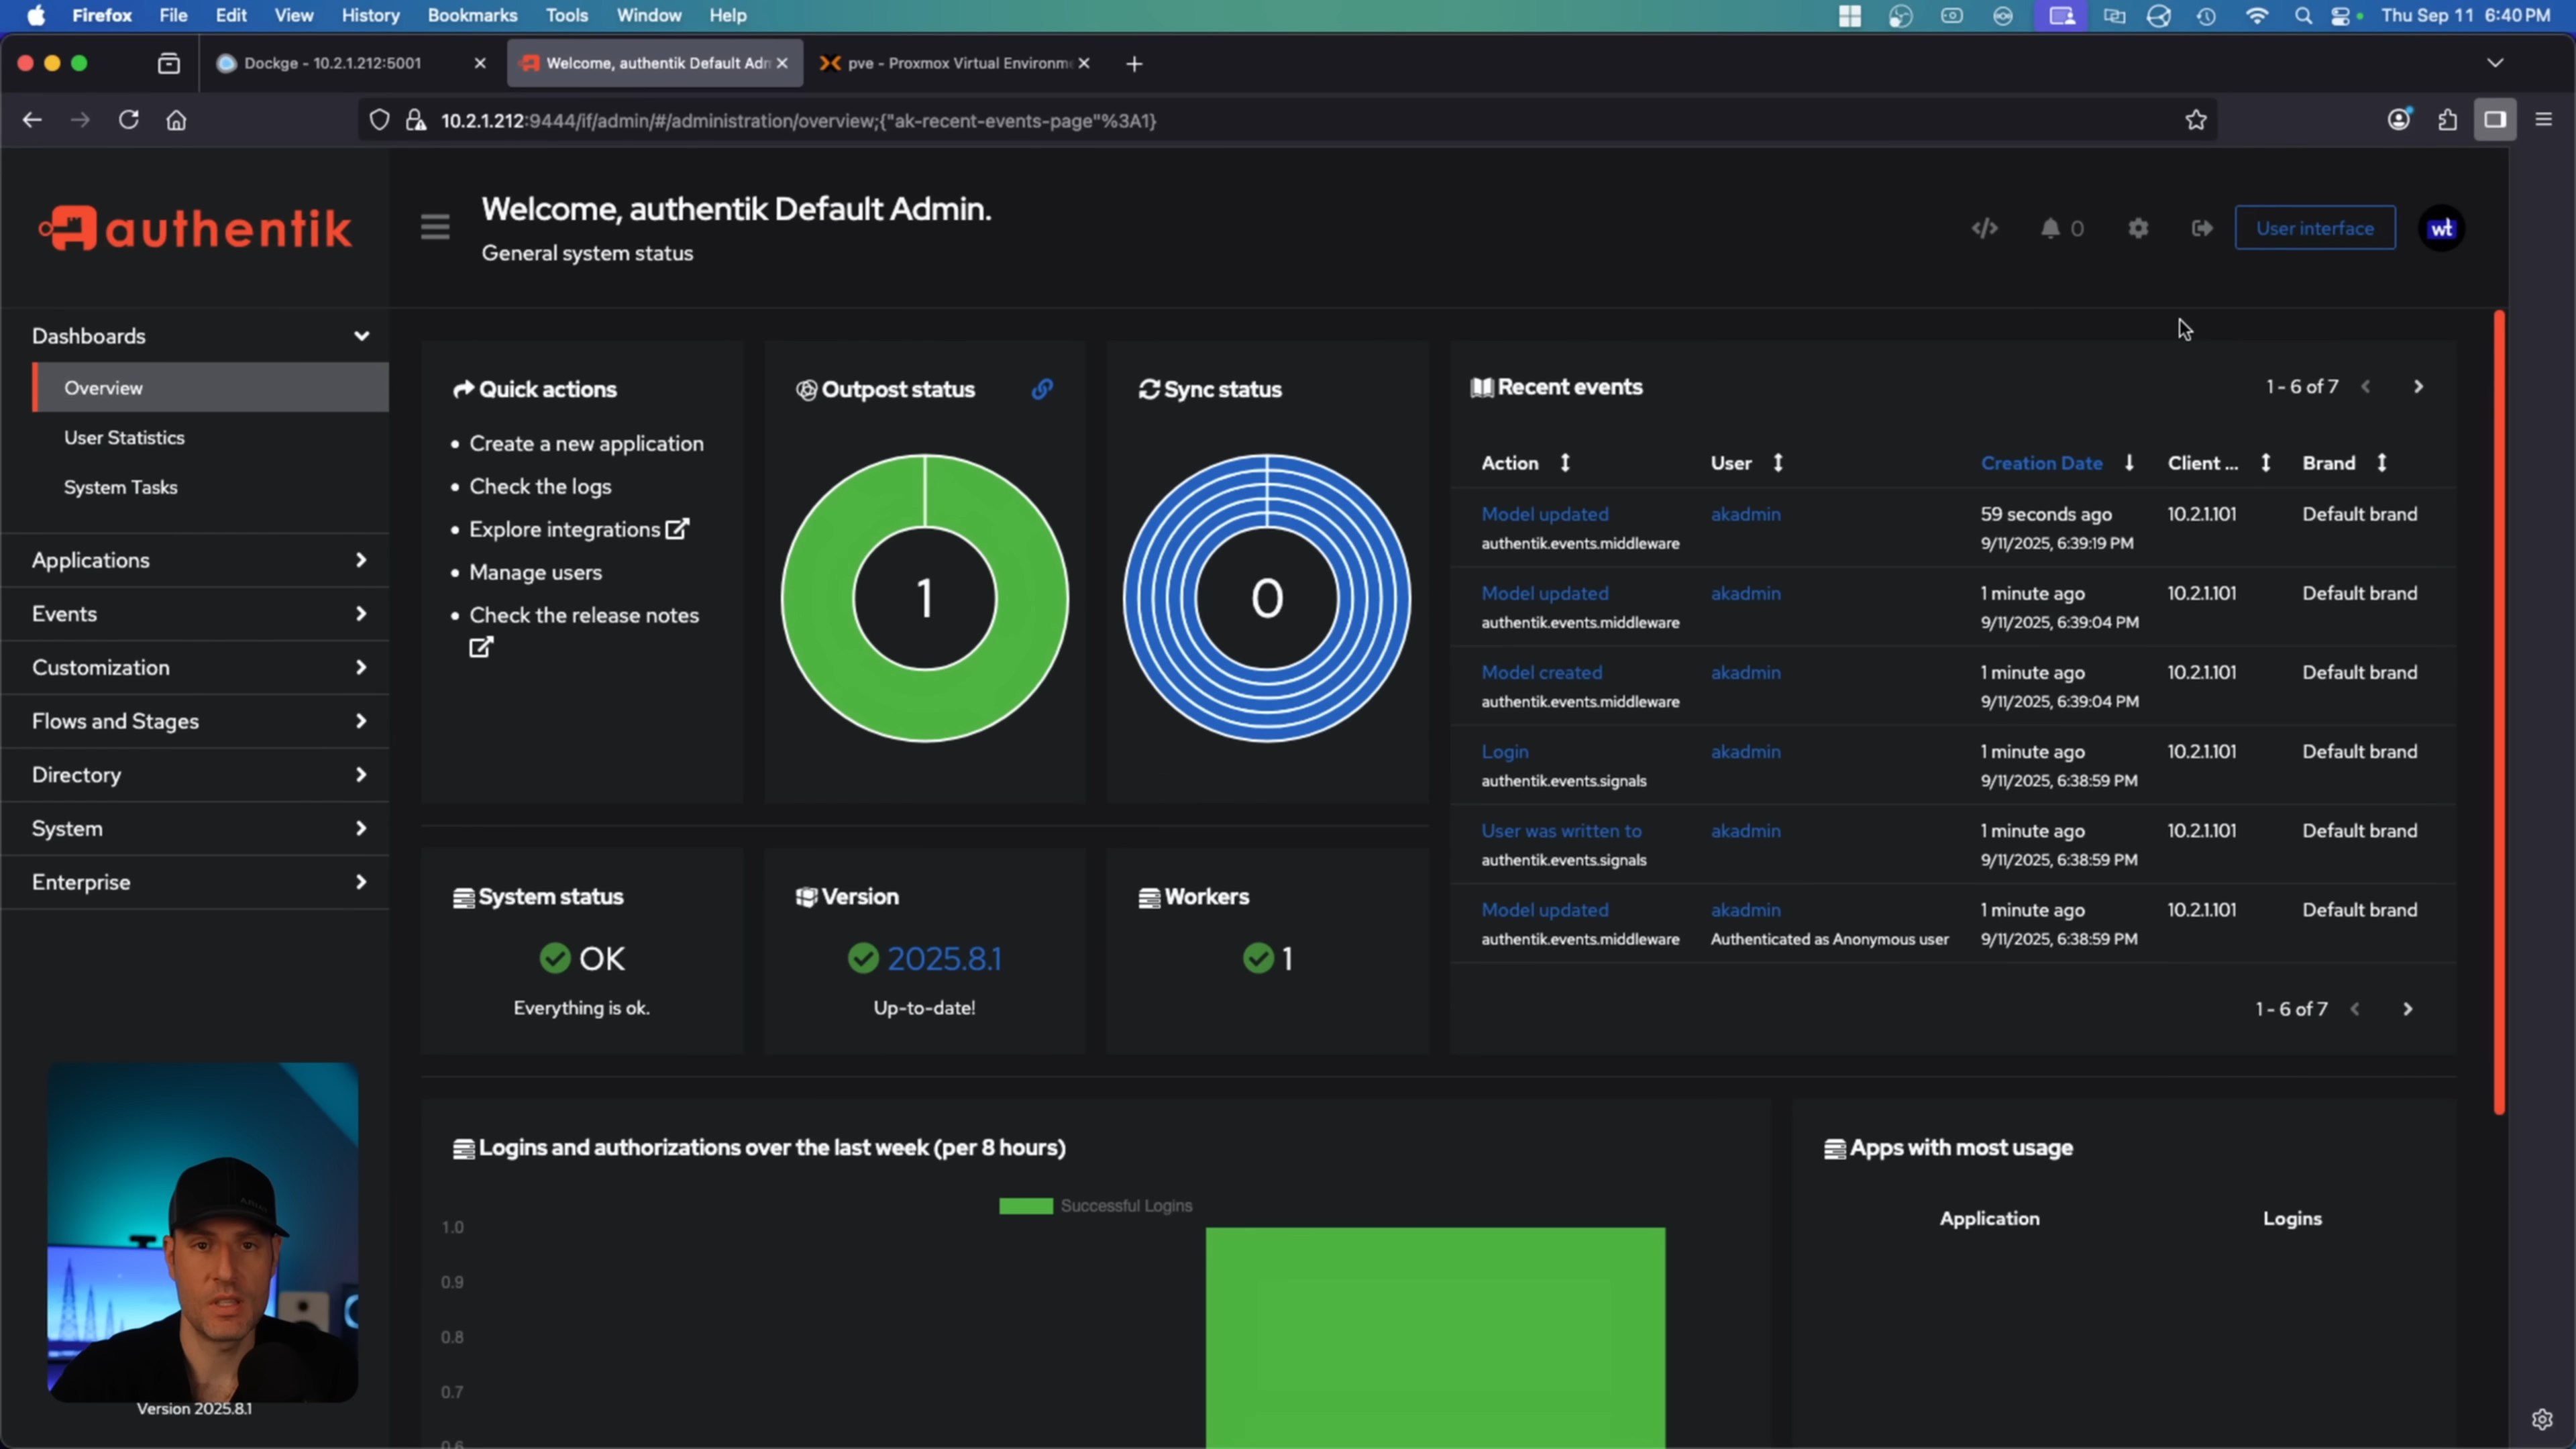 Firefox File Edit View History Bookmarks Tools Window Help
Thu Sep 11 6:40 PM
Dockge - 10.2.1.212:5001
Welcome, authentik Default Adm
pve - Proxmox Virtual Environm
10.2.1.212:9444/if/admin/#/administration/overview;{"ak-recent-events-page"%3A1}
authentik
Welcome, authentik Default Admin.
General system status
0
User interface
wt
Dashboards
Overview
User Statistics
System Tasks
Applications
Events
Customization
Flows and Stages
Directory
System
Enterprise
Version 2025.8.1
Quick actions
• Create a new application
• Check the logs
• Explore integrations
• Manage users
• Check the release notes
Outpost status
1
Sync status
0
Recent events
1 - 6 of 7
Action User Creation Date Client ... Brand
Model updated akadmin 59 seconds ago 10.2.1.101 Default brand
authentik.events.middleware 9/11/2025, 6:39:19 PM
Model updated akadmin 1 minute ago 10.2.1.101 Default brand
authentik.events.middleware 9/11/2025, 6:39:04 PM
Model created akadmin 1 minute ago 10.2.1.101 Default brand
authentik.events.middleware 9/11/2025, 6:39:04 PM
Login akadmin 1 minute ago 10.2.1.101 Default brand
authentik.events.signals 9/11/2025, 6:38:59 PM
User was written to akadmin 1 minute ago 10.2.1.101 Default brand
authentik.events.signals 9/11/2025, 6:38:59 PM
Model updated akadmin 1 minute ago 10.2.1.101 Default brand
authentik.events.middleware Authenticated as Anonymous user 9/11/2025, 6:38:59 PM
1 - 6 of 7
System status
OK
Everything is ok.
Version
2025.8.1
Up-to-date!
Workers
1
Logins and authorizations over the last week (per 8 hours)
Successful Logins
1.0
0.9
0.8
0.7
0.6
Apps with most usage
Application Logins